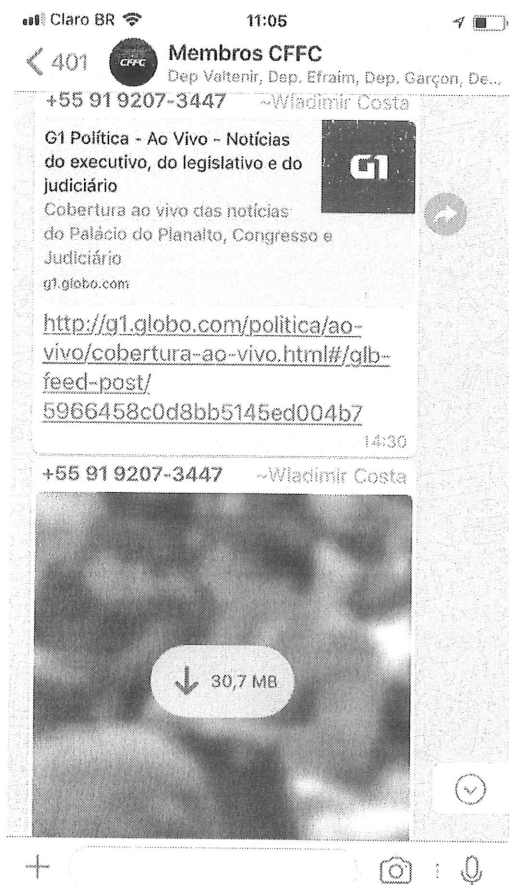 Claro BR 11:05
401 CFFC Membros CFFC
Dep Valtenir, Dep. Efraim, Dep. Garçon, De...
+55 91 9207-3447 ~Wladimir Costa
G1 Política - Ao Vivo - Notícias
do executivo, do legislativo e do
judiciário
G1
Cobertura ao vivo das notícias
do Palácio do Planalto, Congresso e
Judiciário
g1.globo.com
http://g1.globo.com/politica/ao-
vivo/cobertura-ao-vivo.html#/glb-
feed-post/
5966458c0d8bb5145ed004b7
14:30
+55 91 9207-3447 ~Wladimir Costa
30,7 MB